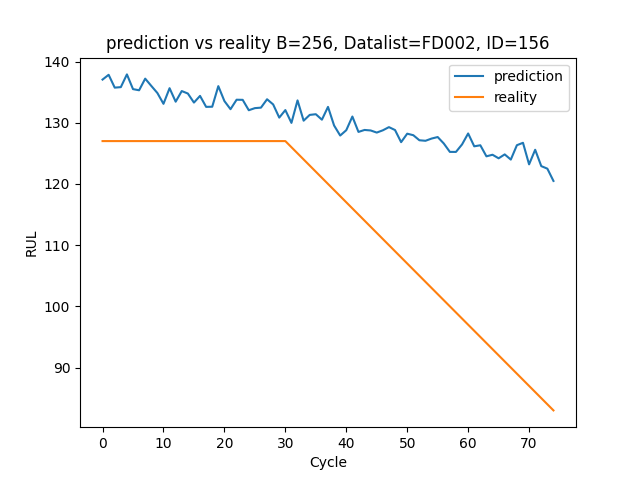 prediction vs reality B=256, Datalist=FD002, ID=156
prediction
reality
140
130
120
110
100
90
RUL
0 10 20 30 40 50 60 70
Cycle